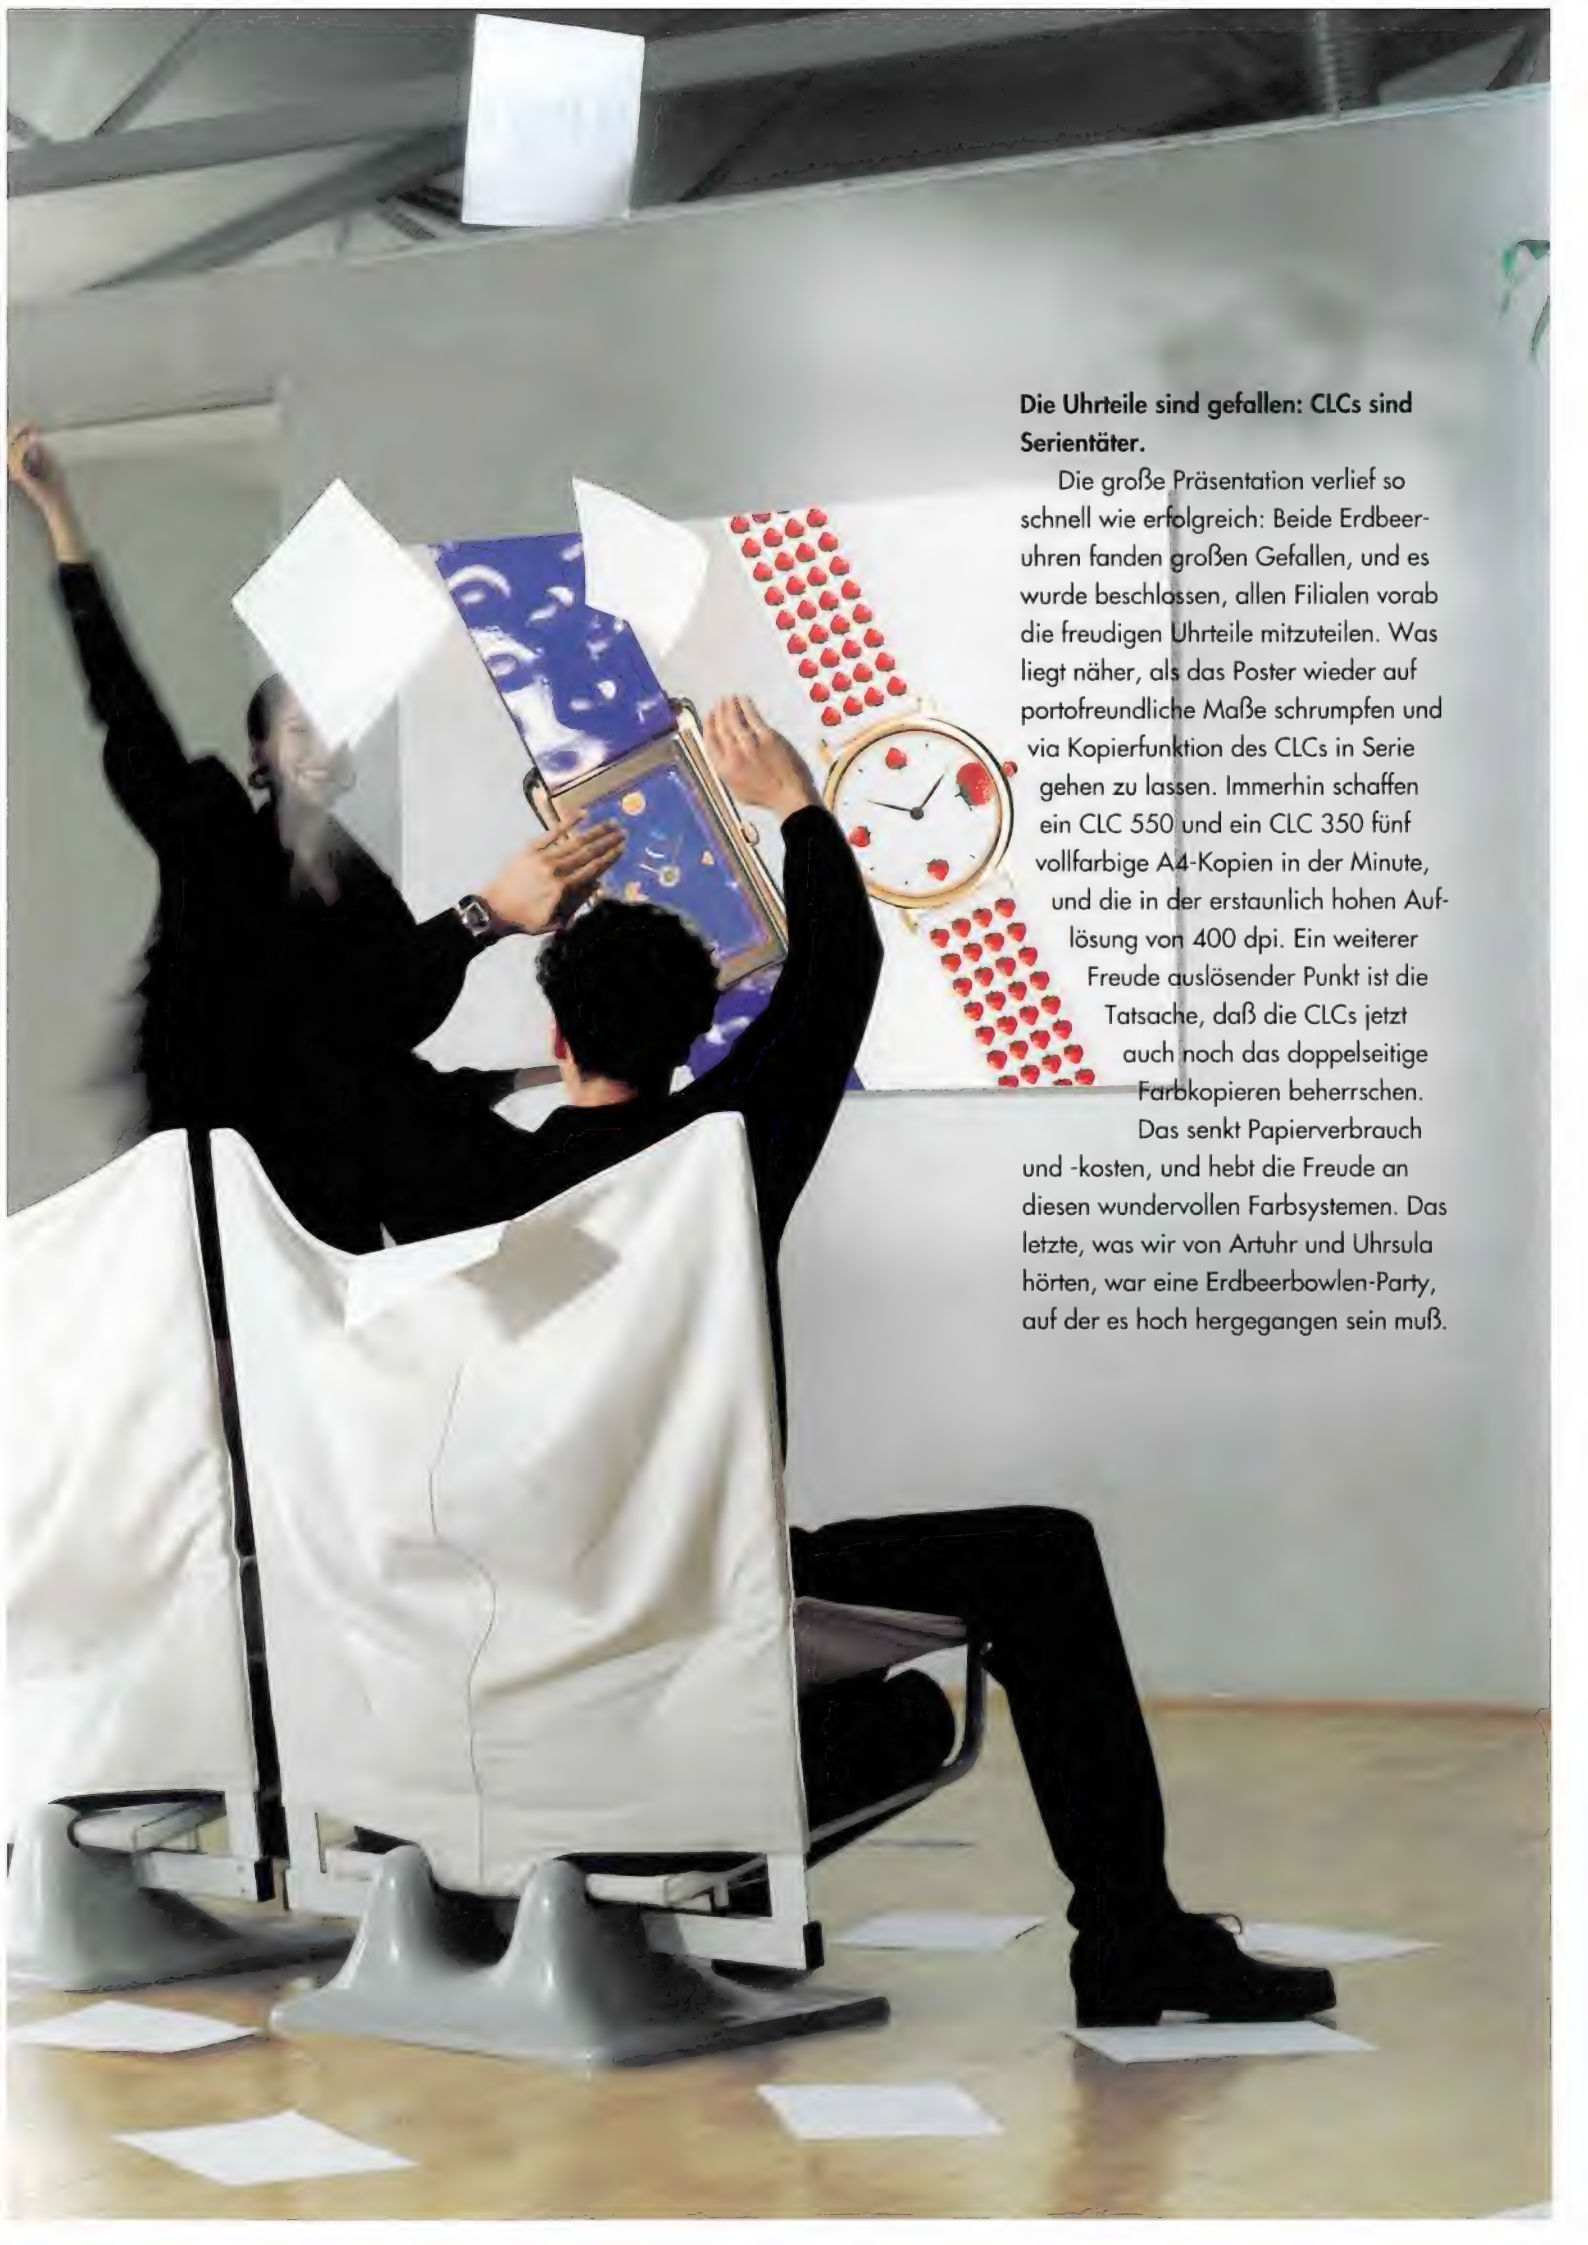 Die Uhrteile sind gefallen: CLCs sind
Serientäter.
Die große Präsentation verlief so
schnell wie erfolgreich: Beide Erdbeer-
uhren fanden großen Gefallen, und es
wurde beschlossen, allen Filialen vorab
die freudigen Uhrteile mitzuteilen. Was
liegt näher, als das Poster wieder auf
portofreundliche Maße schrumpfen und
via Kopierfunktion des CLCs in Serie
gehen zu lassen. Immerhin schaffen
ein CLC 550 und ein CLC 350 fünf
vollfarbige A4-Kopien in der Minute,
und die in der erstaunlich hohen Auf-
lösung von 400 dpi. Ein weiterer
Freude auslösender Punkt ist die
Tatsache, daß die CLCs jetzt
auch noch das doppelseitige
Farbkopieren beherrschen.
Das senkt Papierverbrauch
und -kosten, und hebt die Freude an
diesen wundervollen Farbsystemen. Das
letzte, was wir von Artuhr und Uhrsula
hörten, war eine Erdbeerbowlen-Party,
auf der es hoch hergegangen sein muß.